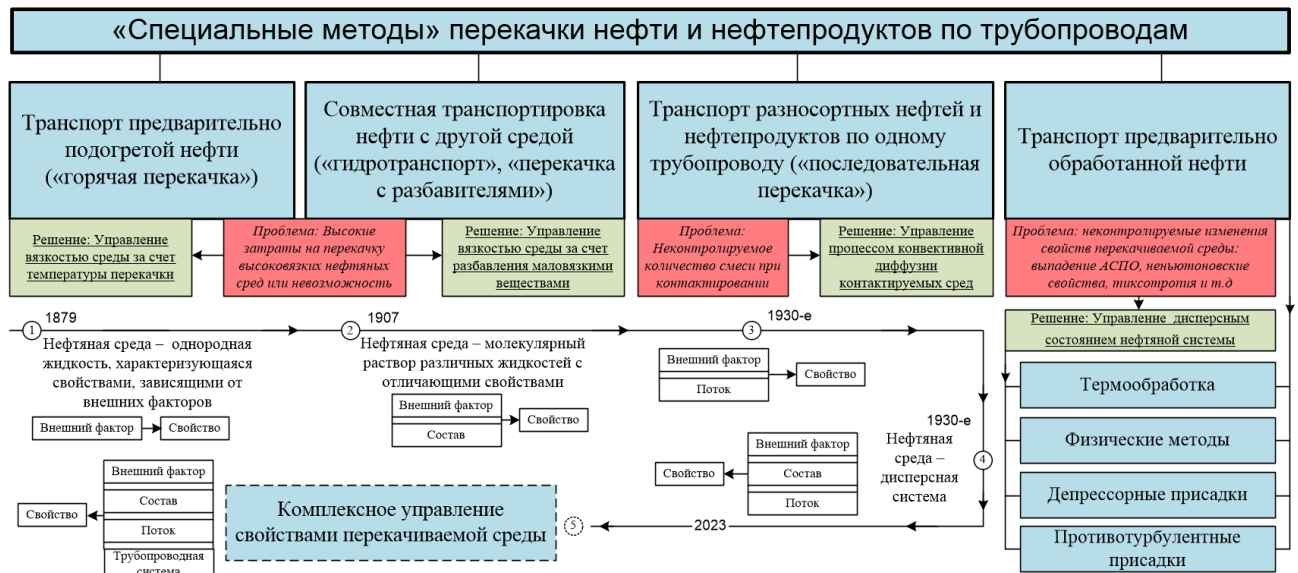 «Специальные методы» перекачки нефти и нефтепродуктов по трубопроводам
Транспорт предварительно
подогретой нефти
(«горячая перекачка»)
Совместная транспортировка
нефти с другой средой
(«гидротранспорт», «перекачка
с разбавителями»)
Транспорт разносортных нефтей и
нефтепродуктов по одному
трубопроводу («последовательная
перекачка»)
Транспорт предварительно
обработанной нефти
Решение: Управление
вязкостью среды за счет
температуры перекачки
Проблема: Высокие
затраты на перекачку
высоковязких нефтяных
сред или невозможность
Решение: Управление
вязкостью среды за счет
разбавления маловязкими
веществами
Проблема:
Неконтролируемое
количество смеси при
контактировании
Решение: Управление
процессом конвективной
диффузии
контактируемых сред
Проблема: неконтролируемые изменения
свойств перекачиваемой среды:
выпадение АСПО, неньютоновские
свойства, тиксотропия и т.д
Решение: Управление дисперсным
состоянием нефтяной системы
Термообработка
Физические методы
Депрессорные присадки
Противотурбулентные
присадки
1
1879
Нефтяная среда – однородная
жидкость, характеризующаяся
свойствами, зависящими от
внешних факторов
Внешний фактор
Свойство
2
1907
Нефтяная среда – молекулярный
раствор различных жидкостей с
отличающими свойствами
Внешний фактор
Состав
Свойство
3
1930-е
Внешний фактор
Поток
Свойство
1930-е
4
Нефтяная
среда –
дисперсная
система
Свойство
Внешний фактор
Состав
Поток
2023
5
Комплексное управление
свойствами перекачиваемой среды
Свойство
Внешний фактор
Состав
Поток
Трубопроводная
система